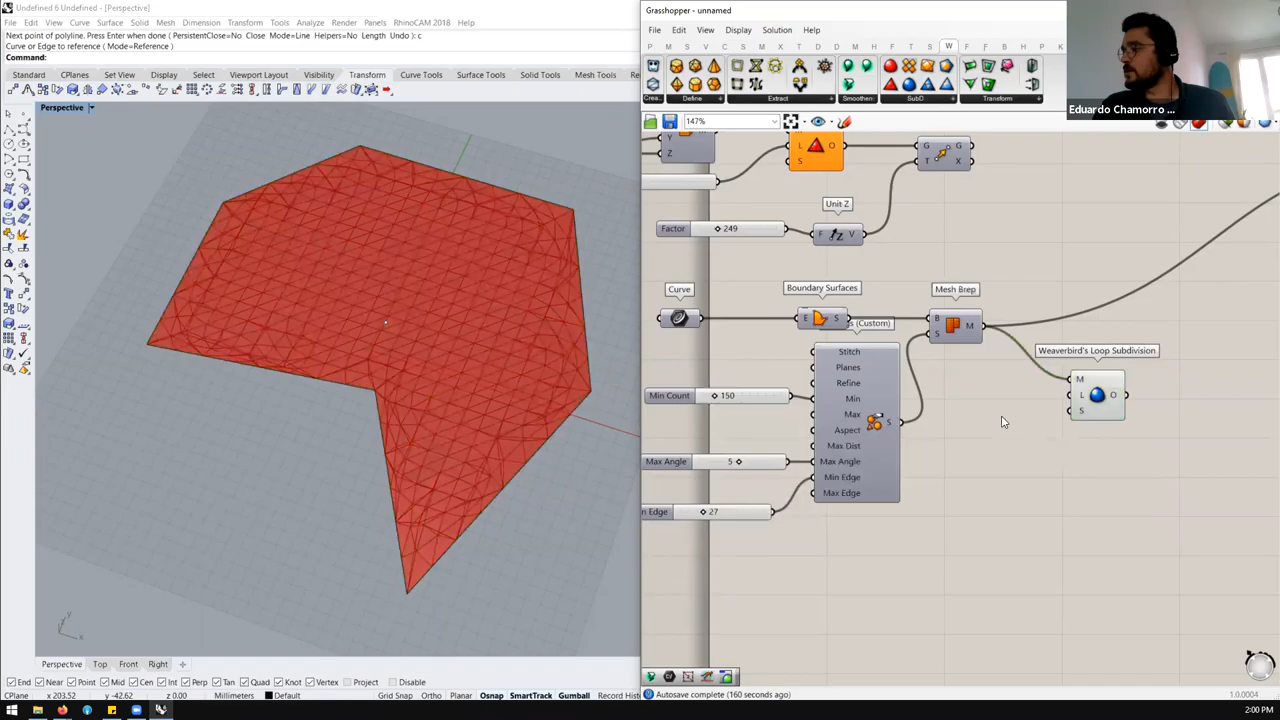 Undefined 6 Undefined - [Perspective]
File Edit View Curve Surface Solid Mesh Dimension Transform Tools Analyze Render Panels RhinoCAM 2018 Help
Next point of polyline. Press Enter when done ( PersistentClose=No Close Mode=Line Helpers=No Length Undo ): c
Curve or Edge to reference ( Mode=Reference )
Command:
Standard CPlanes Set View Display Select Viewport Layout Visibility Transform Curve Tools Surface Tools Solid Tools Mesh Tools Re
Perspective
y
x
Perspective Top Front Right
Near Point Mid Cen Int Perp Tan Quad Knot Vertex Project Disable
CPlane x 203.52 y -42.62 z 0.00 Millimeters Default Grid Snap Ortho Planar Osnap SmartTrack Gumball Record Histo
Grasshopper - unnamed
File Edit View Display Solution Help
P M S V C S M X T D D T D F W F F B H P K L
Crea... Define Extract Smoothen SubD Transform
147%
Eduardo Chamorro ...
Y
Z
L O
S
G G
T X
Unit Z
Factor 249
F V
Curve
Boundary Surfaces
E S
s (Custom)
Mesh Brep
B M
S
Weaverbird's Loop Subdivision
M
L O
S
Stitch
Planes
Refine
Min
Max
Aspect
Max Dist
Max Angle
Min Edge
Max Edge
S
Min Count 150
Max Angle 5
n Edge 27
Autosave complete (160 seconds ago)
1.0.0004
2:00 PM